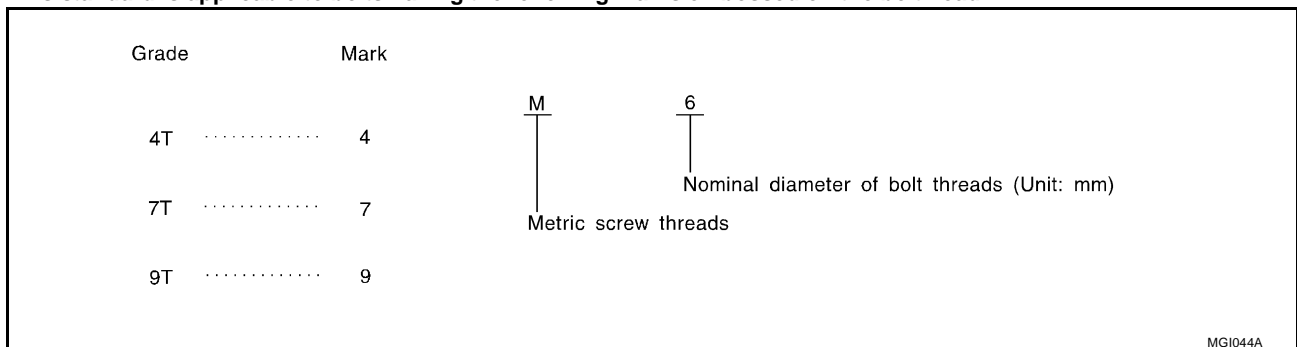 Grade Mark
M 6
4T ············· 4
Nominal diameter of bolt threads (Unit: mm)
7T ············· 7
Metric screw threads
9T ············· 9
MGI044A